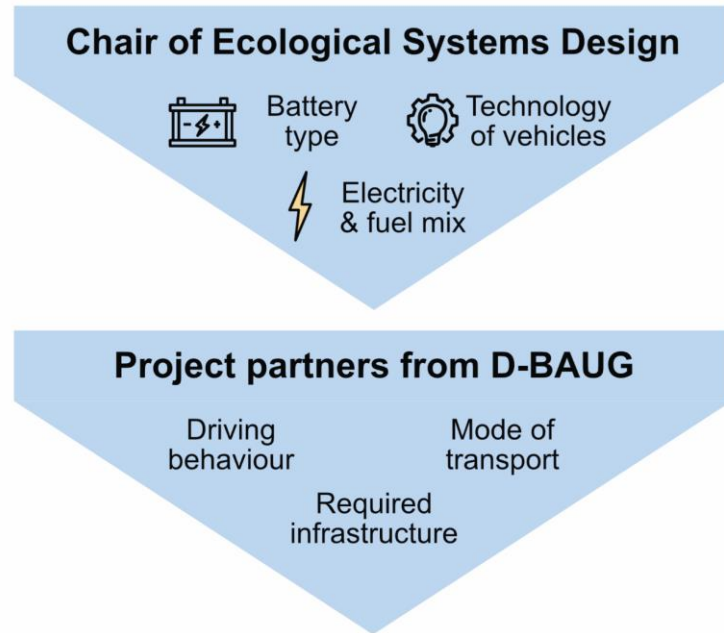 Chair of Ecological Systems Design
Battery
type
Technology
of vehicles
Electricity
& fuel mix
Project partners from D-BAUG
Driving
behaviour
Mode of
transport
Required
infrastructure